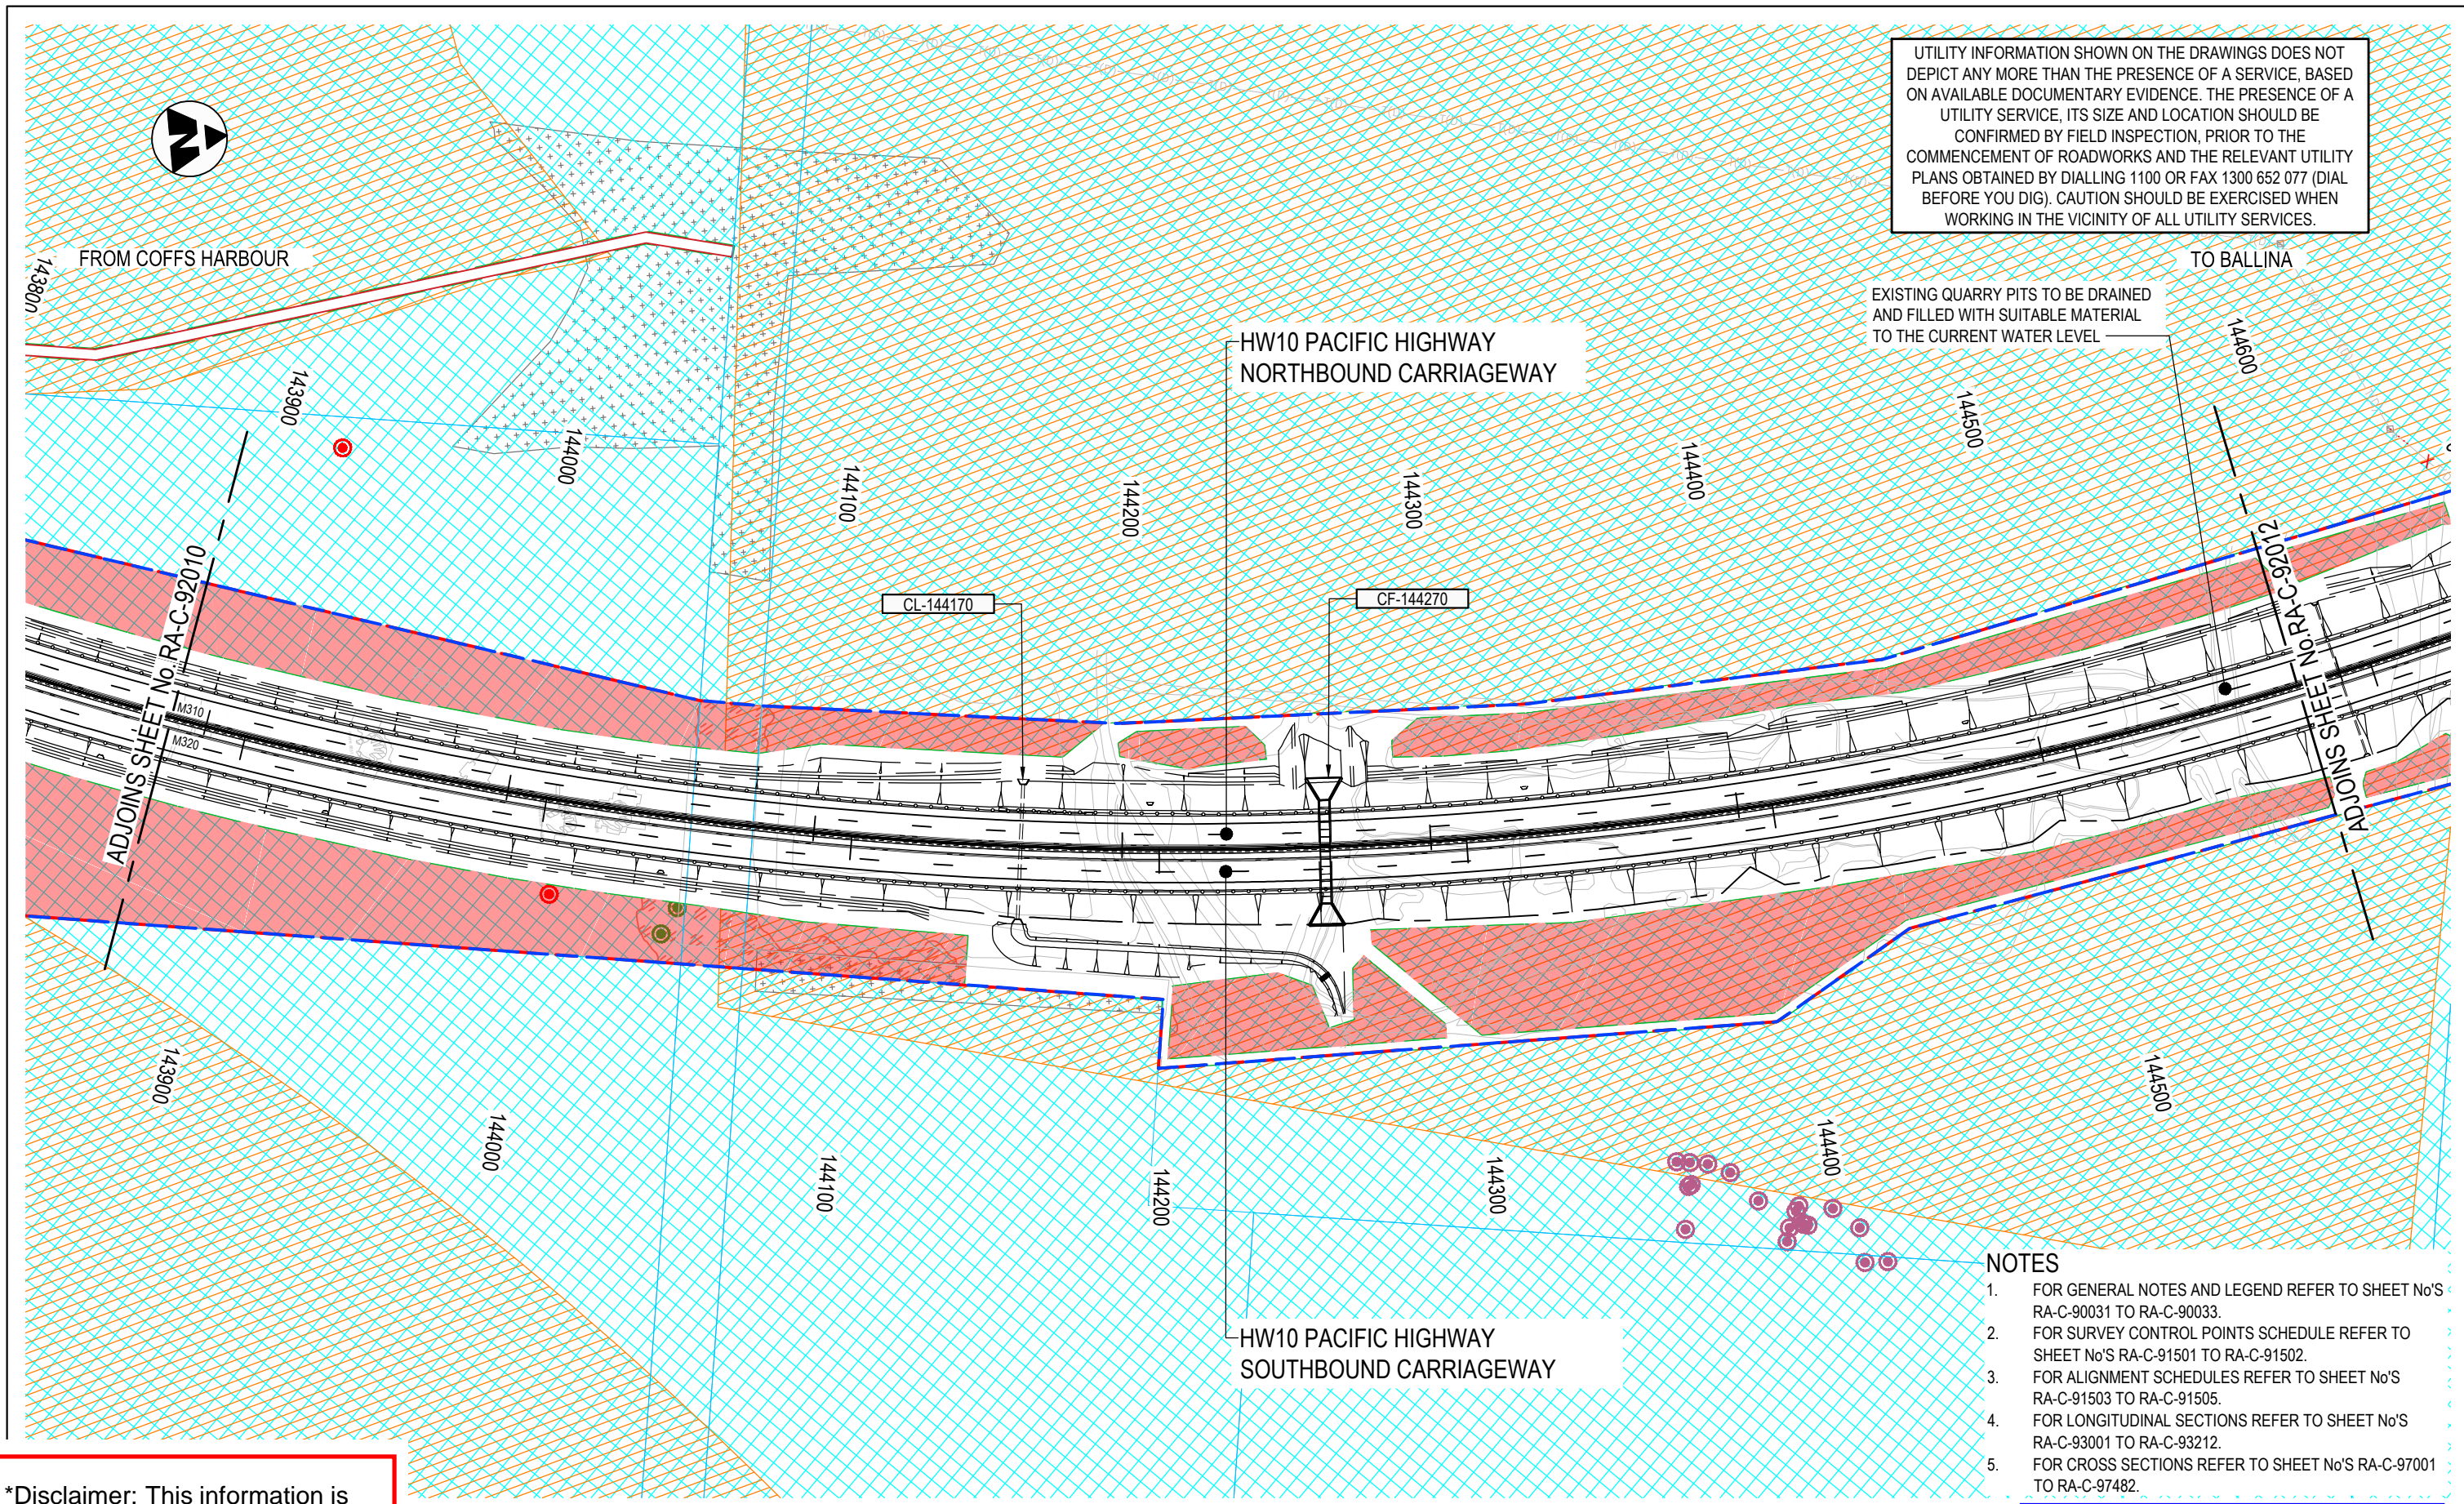 UTILITY INFORMATION SHOWN ON THE DRAWINGS DOES NOT
DEPICT ANY MORE THAN THE PRESENCE OF A SERVICE, BASED
ON AVAILABLE DOCUMENTARY EVIDENCE. THE PRESENCE OF A
UTILITY SERVICE, ITS SIZE AND LOCATION SHOULD BE
CONFIRMED BY FIELD INSPECTION, PRIOR TO THE
COMMENCEMENT OF ROADWORKS AND THE RELEVANT UTILITY
PLANS OBTAINED BY DIALLING 1100 OR FAX 1300 652 077 (DIAL
BEFORE YOU DIG). CAUTION SHOULD BE EXERCISED WHEN
WORKING IN THE VICINITY OF ALL UTILITY SERVICES.
N
FROM COFFS HARBOUR
TO BALLINA
EXISTING QUARRY PITS TO BE DRAINED
AND FILLED WITH SUITABLE MATERIAL
TO THE CURRENT WATER LEVEL
HW10 PACIFIC HIGHWAY
NORTHBOUND CARRIAGEWAY
143800
143900
144000
144100
144200
144300
144400
144500
144600
ADJOINS SHEET No.RA-C-92010
ADJOINS SHEET No.RA-C-92012
CL-144170
CF-144270
M310
M320
143900
144000
144100
144200
144300
144400
144500
HW10 PACIFIC HIGHWAY
SOUTHBOUND CARRIAGEWAY
NOTES
1. FOR GENERAL NOTES AND LEGEND REFER TO SHEET No'S
RA-C-90031 TO RA-C-90033.
2. FOR SURVEY CONTROL POINTS SCHEDULE REFER TO
SHEET No'S RA-C-91501 TO RA-C-91502.
3. FOR ALIGNMENT SCHEDULES REFER TO SHEET No'S
RA-C-91503 TO RA-C-91505.
4. FOR LONGITUDINAL SECTIONS REFER TO SHEET No'S
RA-C-93001 TO RA-C-93212.
5. FOR CROSS SECTIONS REFER TO SHEET No'S RA-C-97001
TO RA-C-97482.
*Disclaimer: This information is